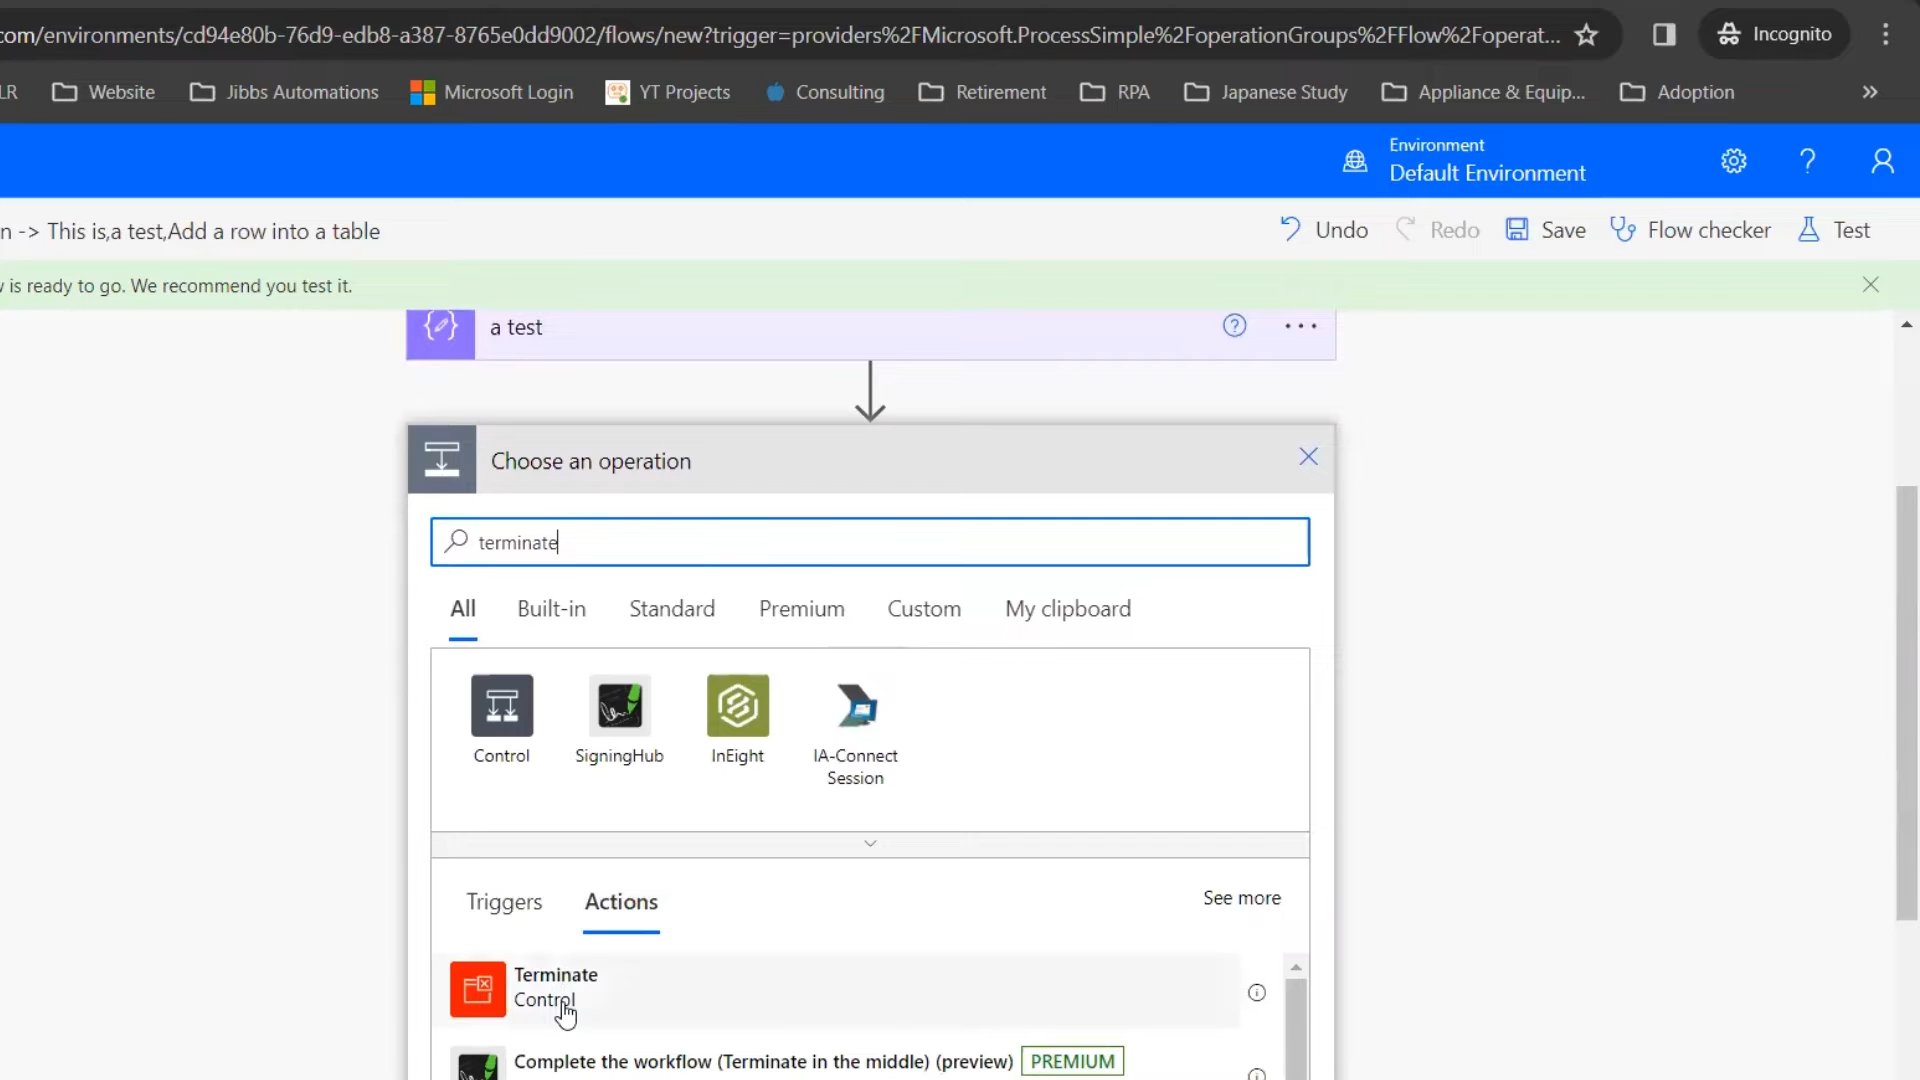 com/environments/cd94e80b-76d9-edb8-a387-8765e0dd9002/flows/new?trigger=providers%2FMicrosoft.ProcessSimple%2FoperationGroups%2FFlow%2Foperat...
Incognito
LR
Website
Jibbs Automations
Microsoft Login
YT Projects
Consulting
Retirement
RPA
Japanese Study
Appliance & Equip...
Adoption
»
Environment
Default Environment
?
n -> This is,a test,Add a row into a table
Undo
Redo
Save
Flow checker
Test
w is ready to go. We recommend you test it.
a test
?
Choose an operation
terminate
All
Built-in
Standard
Premium
Custom
My clipboard
Control
SigningHub
InEight
IA-Connect
Session
Triggers
Actions
See more
Terminate
Control
Complete the workflow (Terminate in the middle) (preview)
PREMIUM